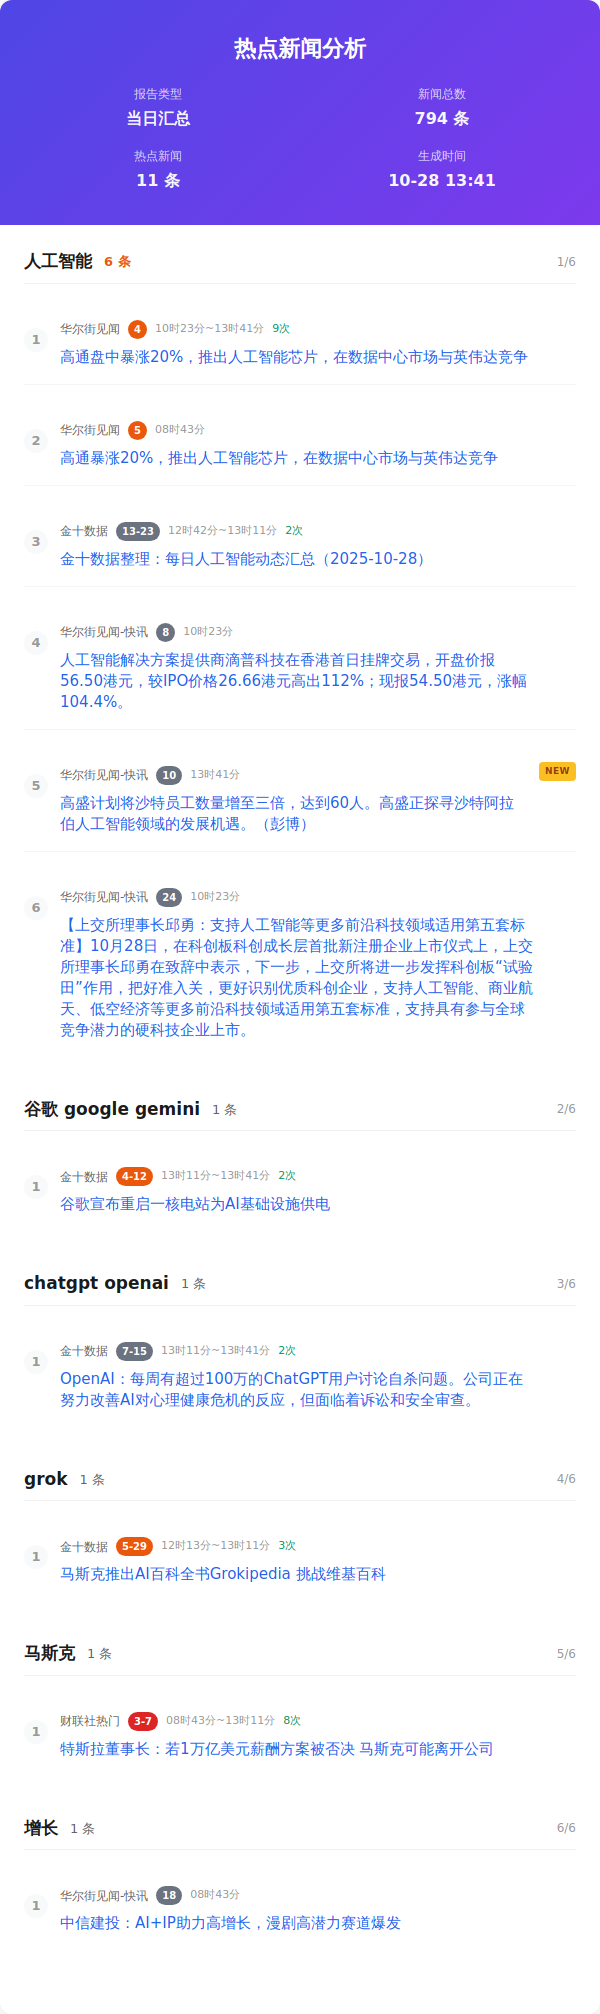 热点新闻分析
报告类型
新闻总数
当日汇总
794 条
热点新闻
生成时间
11 条
10-28 13:41
人工智能 6 条 1/6
1
华尔街见闻 4 10时23分~13时41分 9次
高通盘中暴涨20%，推出人工智能芯片，在数据中心市场与英伟达竞争
2
华尔街见闻 5 08时43分
高通暴涨20%，推出人工智能芯片，在数据中心市场与英伟达竞争
3
金十数据 13-23 12时42分~13时11分 2次
金十数据整理：每日人工智能动态汇总（2025-10-28）
4
华尔街见闻-快讯 8 10时23分
人工智能解决方案提供商滴普科技在香港首日挂牌交易，开盘价报
56.50港元，较IPO价格26.66港元高出112%；现报54.50港元，涨幅
104.4%。
5
华尔街见闻-快讯 10 13时41分 NEW
高盛计划将沙特员工数量增至三倍，达到60人。高盛正探寻沙特阿拉
伯人工智能领域的发展机遇。（彭博）
6
华尔街见闻-快讯 24 10时23分
【上交所理事长邱勇：支持人工智能等更多前沿科技领域适用第五套标
准】10月28日，在科创板科创成长层首批新注册企业上市仪式上，上交
所理事长邱勇在致辞中表示，下一步，上交所将进一步发挥科创板“试验
田”作用，把好准入关，更好识别优质科创企业，支持人工智能、商业航
天、低空经济等更多前沿科技领域适用第五套标准，支持具有参与全球
竞争潜力的硬科技企业上市。
谷歌 google gemini 1 条 2/6
1
金十数据 4-12 13时11分~13时41分 2次
谷歌宣布重启一核电站为AI基础设施供电
chatgpt openai 1 条 3/6
1
金十数据 7-15 13时11分~13时41分 2次
OpenAI：每周有超过100万的ChatGPT用户讨论自杀问题。公司正在
努力改善AI对心理健康危机的反应，但面临着诉讼和安全审查。
grok 1 条 4/6
1
金十数据 5-29 12时13分~13时11分 3次
马斯克推出AI百科全书Grokipedia 挑战维基百科
马斯克 1 条 5/6
1
财联社热门 3-7 08时43分~13时11分 8次
特斯拉董事长：若1万亿美元薪酬方案被否决 马斯克可能离开公司
增长 1 条 6/6
1
华尔街见闻-快讯 18 08时43分
中信建投：AI+IP助力高增长，漫剧高潜力赛道爆发